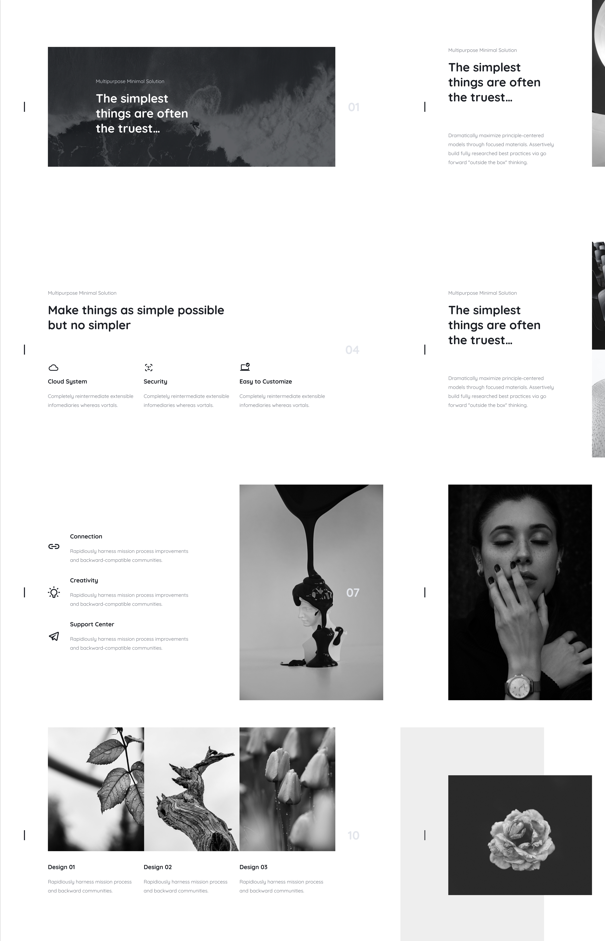 Multipurpose Minimal Solution
The simplest
things are often
the truest...
01
Multipurpose Minimal Solution
The simplest
things are often
the truest...
Dramatically maximize principle-centered
models through focused materials. Assertively
build fully researched best practices via go
forward "outside the box" thinking.
Multipurpose Minimal Solution
Make things as simple possible
but no simpler
04
Cloud System
Completely reintermediate extensible
infomediaries whereas vortals.
Security
Completely reintermediate extensible
infomediaries whereas vortals.
Easy to Customize
Completely reintermediate extensible
infomediaries whereas vortals.
Multipurpose Minimal Solution
The simplest
things are often
the truest...
Dramatically maximize principle-centered
models through focused materials. Assertively
build fully researched best practices via go
forward "outside the box" thinking.
Connection
Rapidiously harness mission process improvements
and backward-compatible communities.
Creativity
Rapidiously harness mission process improvements
and backward-compatible communities.
Support Center
Rapidiously harness mission process improvements
and backward-compatible communities.
07
Design 01
Rapidiously harness mission process
and backward communities.
Design 02
Rapidiously harness mission process
and backward communities.
Design 03
Rapidiously harness mission process
and backward communities.
10